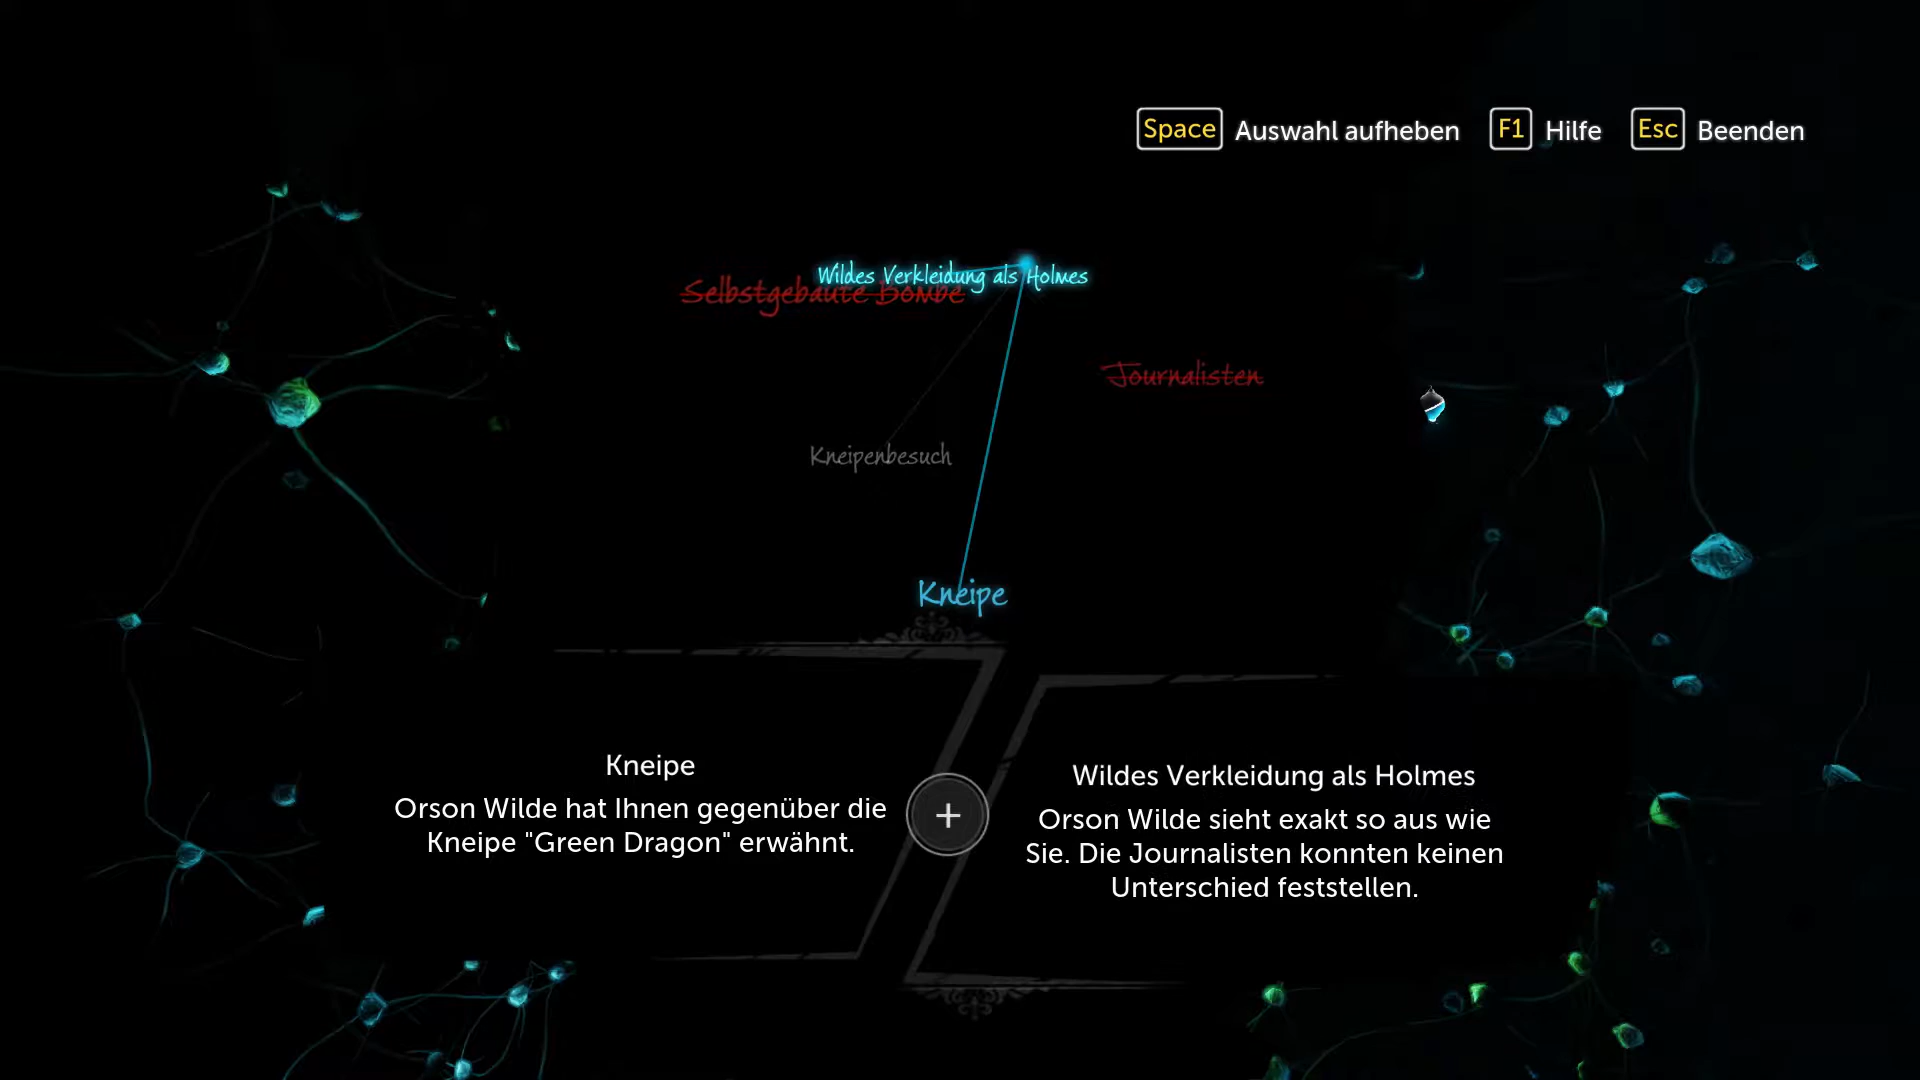 Space Auswahl aufheben F1 Hilfe Esc Beenden
Wildes Verkleidung als Holmes
Selbstgebaute Bombe
Journalisten
Kneipenbesuch
Kneipe
Kneipe
Orson Wilde hat Ihnen gegenüber die
Kneipe "Green Dragon" erwähnt.
+
Wildes Verkleidung als Holmes
Orson Wilde sieht exakt so aus wie
Sie. Die Journalisten konnten keinen
Unterschied feststellen.